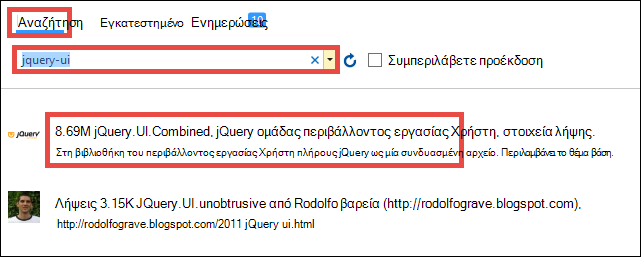 Αναζήτηση Εγκατεστημένο Ενημερώσεις 10
jquery-ui Συμπεριλάβετε προέκδοση
jQuery 8.69M jQuery.UI.Combined, jQuery ομάδας περιβάλλοντος εργασίας Χρήστη, στοιχεία λήψης.
Στη βιβλιοθήκη του περιβάλλοντος εργασίας Χρήστη πλήρους jQuery ως μία συνδυασμένη αρχείο. Περιλαμβάνει το θέμα βάση.
Λήψεις 3.15K JQuery.UI.unobtrusive από Rodolfo βαρεία (http://rodolfograve.blogspot.com),
http://rodolfograve.blogspot.com/2011 jQuery ui.html